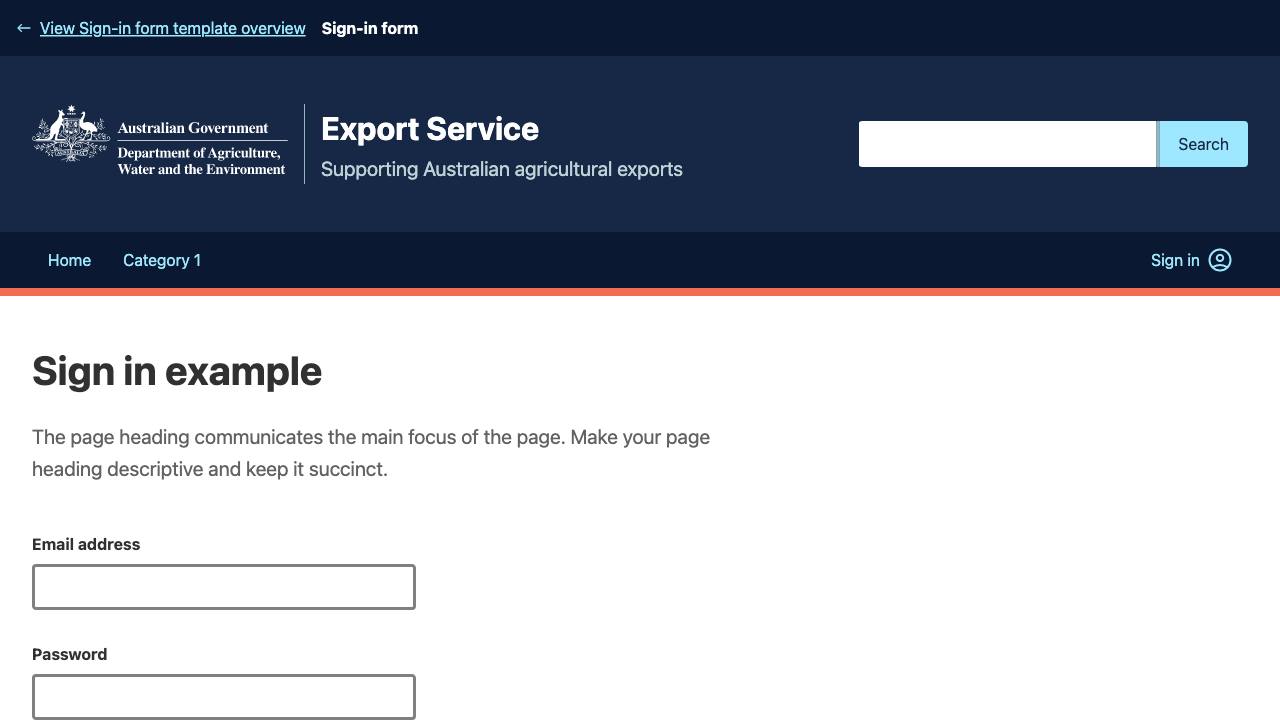 View Sign-in form template overview Sign-in form
Australian Government
Department of Agriculture,
Water and the Environment
Export Service
Supporting Australian agricultural exports
Search
Home Category 1 Sign in
Sign in example
The page heading communicates the main focus of the page. Make your page
heading descriptive and keep it succinct.
Email address
Password